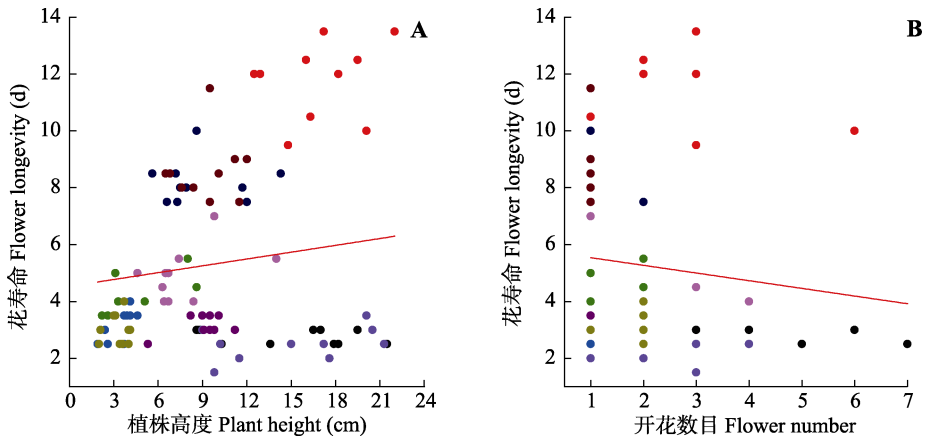 A
花寿命 Flower longevity (d)
14
12
10
8
6
4
2
0 3 6 9 12 15 18 21 24
植株高度 Plant height (cm)
B
花寿命 Flower longevity (d)
14
12
10
8
6
4
2
1 2 3 4 5 6 7
开花数目 Flower number